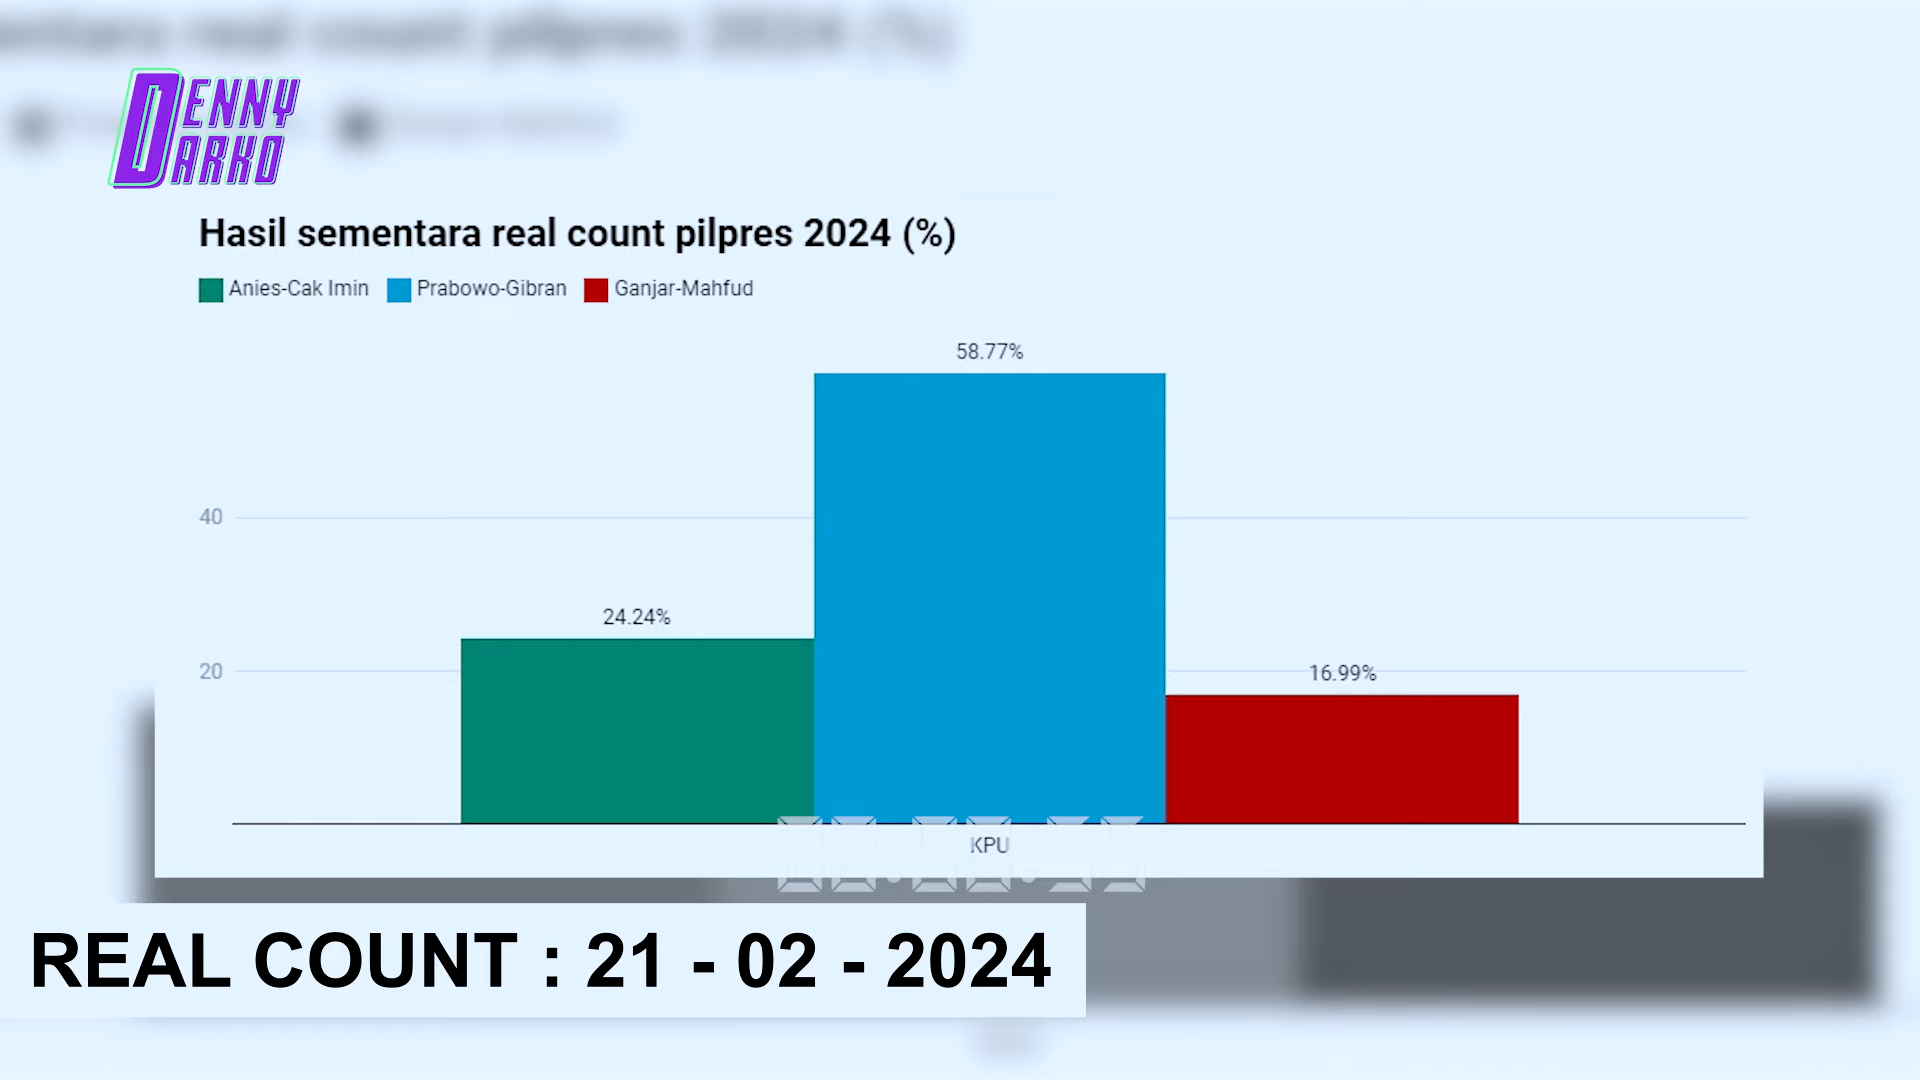 DENNY
DARKO
Hasil sementara real count pilpres 2024 (%)
Anies-Cak Imin Prabowo-Gibran Ganjar-Mahfud
58.77%
40
24.24%
20
16.99%
KPU
REAL COUNT : 21 - 02 - 2024